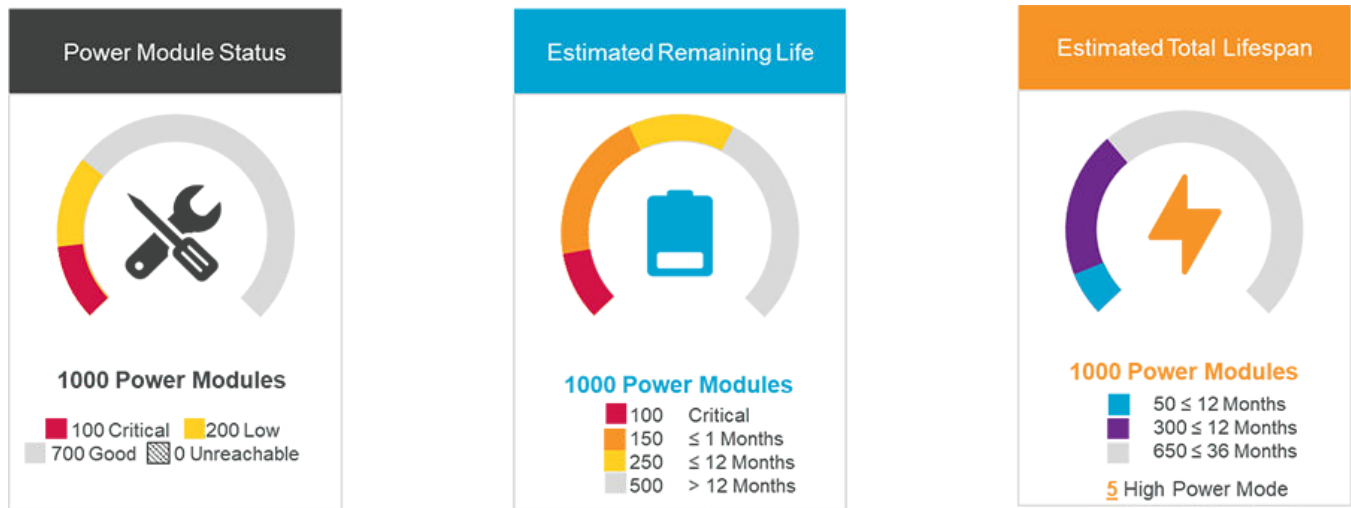 Power Module Status
1000 Power Modules
100 Critical 200 Low
700 Good 0 Unreachable
Estimated Remaining Life
1000 Power Modules
100 Critical
150 ≤ 1 Months
250 ≤ 12 Months
500 > 12 Months
Estimated Total Lifespan
1000 Power Modules
50 ≤ 12 Months
300 ≤ 12 Months
650 ≤ 36 Months
5 High Power Mode